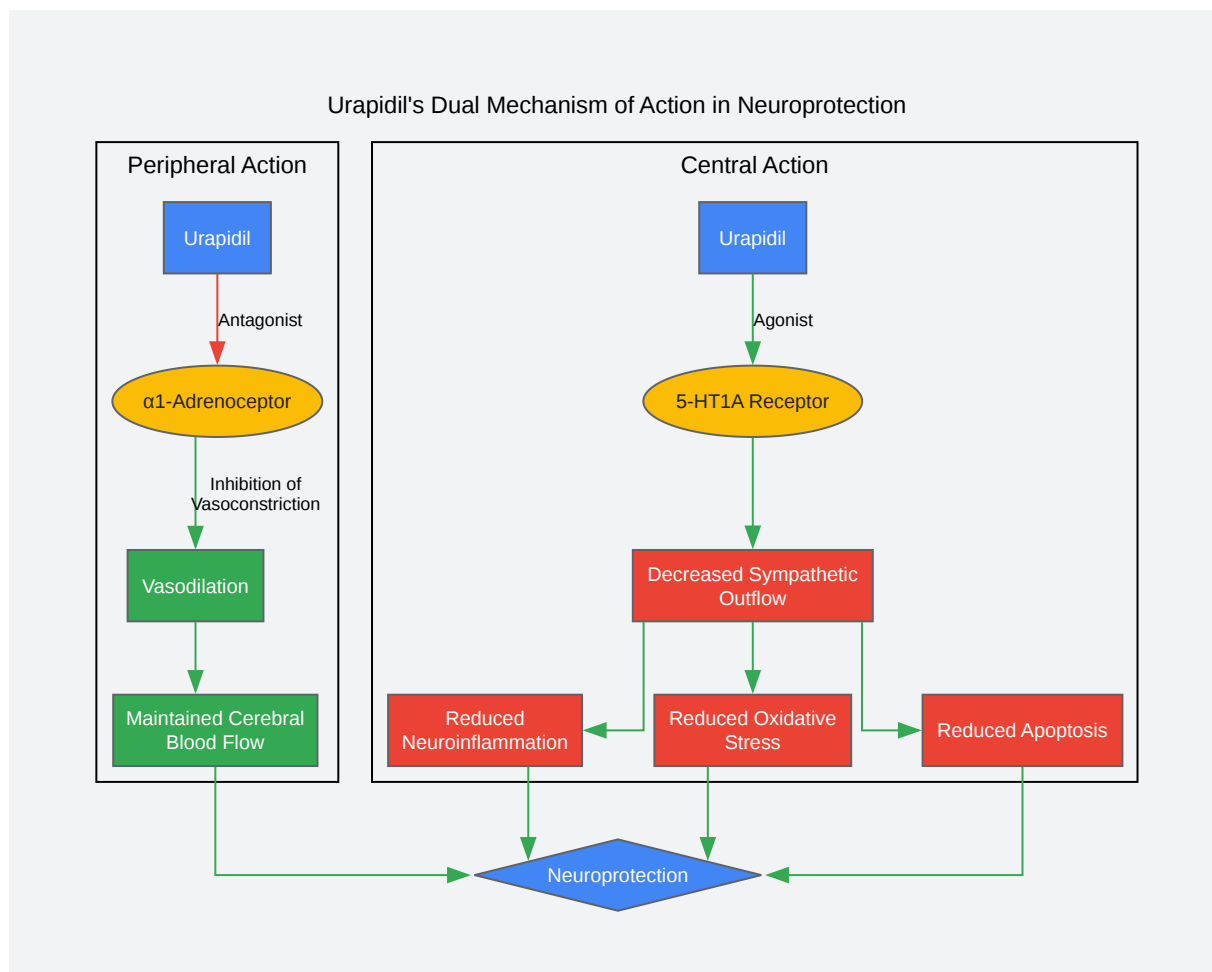 Urapidil's Dual Mechanism of Action in Neuroprotection
Peripheral Action
Urapidil
Antagonist
α1-Adrenoceptor
Inhibition of
Vasoconstriction
Vasodilation
Maintained Cerebral
Blood Flow
Central Action
Urapidil
Agonist
5-HT1A Receptor
Decreased Sympathetic
Outflow
Reduced
Neuroinflammation
Reduced Oxidative
Stress
Reduced Apoptosis
Neuroprotection